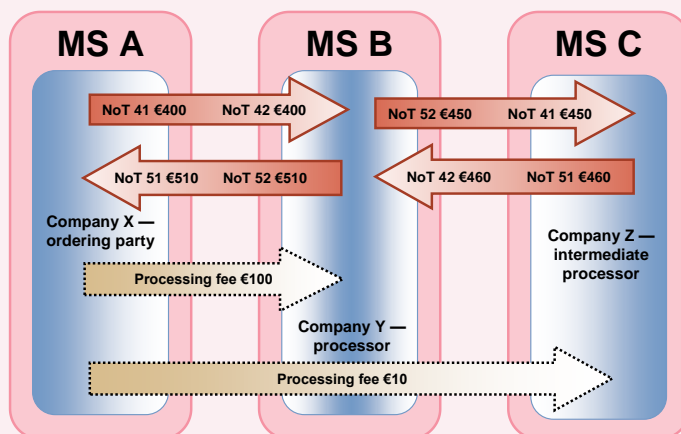 MS A
MS B
MS C
NoT 41 €400 NoT 42 €400
NoT 52 €450 NoT 41 €450
NoT 51 €510 NoT 52 €510
NoT 42 €460 NoT 51 €460
Company X —
ordering party
Company Z —
intermediate
processor
Processing fee €100
Company Y —
processor
Processing fee €10